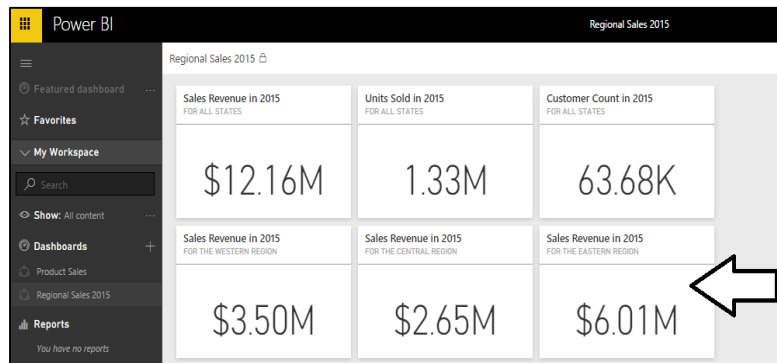 Power BI
Regional Sales 2015
Regional Sales 2015
Featured dashboard ...
Favorites
My Workspace
Search
Show: All content ...
Dashboards +
Product Sales
Regional Sales 2015
Reports
You have no reports
Sales Revenue in 2015
FOR ALL STATES
$12.16M
Units Sold in 2015
FOR ALL STATES
1.33M
Customer Count in 2015
FOR ALL STATES
63.68K
Sales Revenue in 2015
FOR THE WESTERN REGION
$3.50M
Sales Revenue in 2015
FOR THE CENTRAL REGION
$2.65M
Sales Revenue in 2015
FOR THE EASTERN REGION
$6.01M